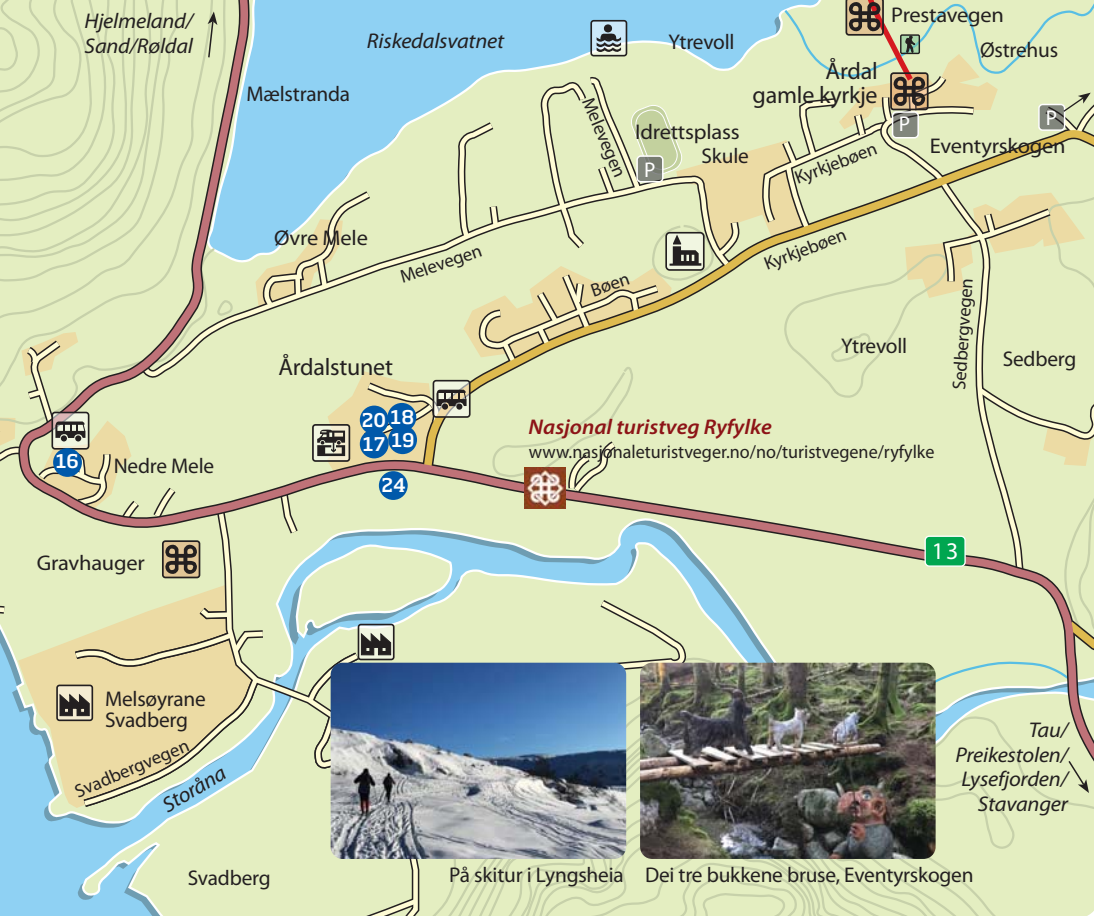 Hjelmeland/
Sand/Røldal
Riskedalsvatnet
Ytrevoll
Prestavegen
Østrehus
Årdal
gamle kyrkje
Mælstranda
Melevegen
Idrettsplass
Skule
P
P
P
Eventyrskogen
Kyrkjebøen
Øvre Mele
Melevegen
Kyrkjebøen
Bøen
Sedbergvegen
Ytrevoll
Sedberg
Årdalstunet
20 18
17 19
16
Nedre Mele
24
Nasjonal turistveg Ryfylke
www.nasjonaleturistveger.no/no/turistvegene/ryfylke
13
Gravhauger
Melsøyrane
Svadberg
Svadbergvegen
Storåna
Tau/
Preikestolen/
Lysefjorden/
Stavanger
Svadberg
På skitur i Lyngsheia
Dei tre bukkene bruse, Eventyrskogen